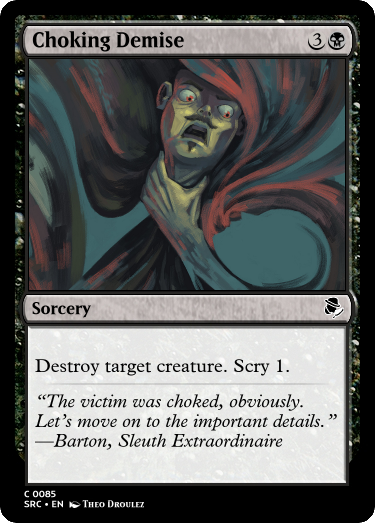 Choking Demise 3
Sorcery
Destroy target creature. Scry 1.
“The victim was choked, obviously.
Let’s move on to the important details.”
—Barton, Sleuth Extraordinaire
C 0085
SRC • EN Theo Droulez